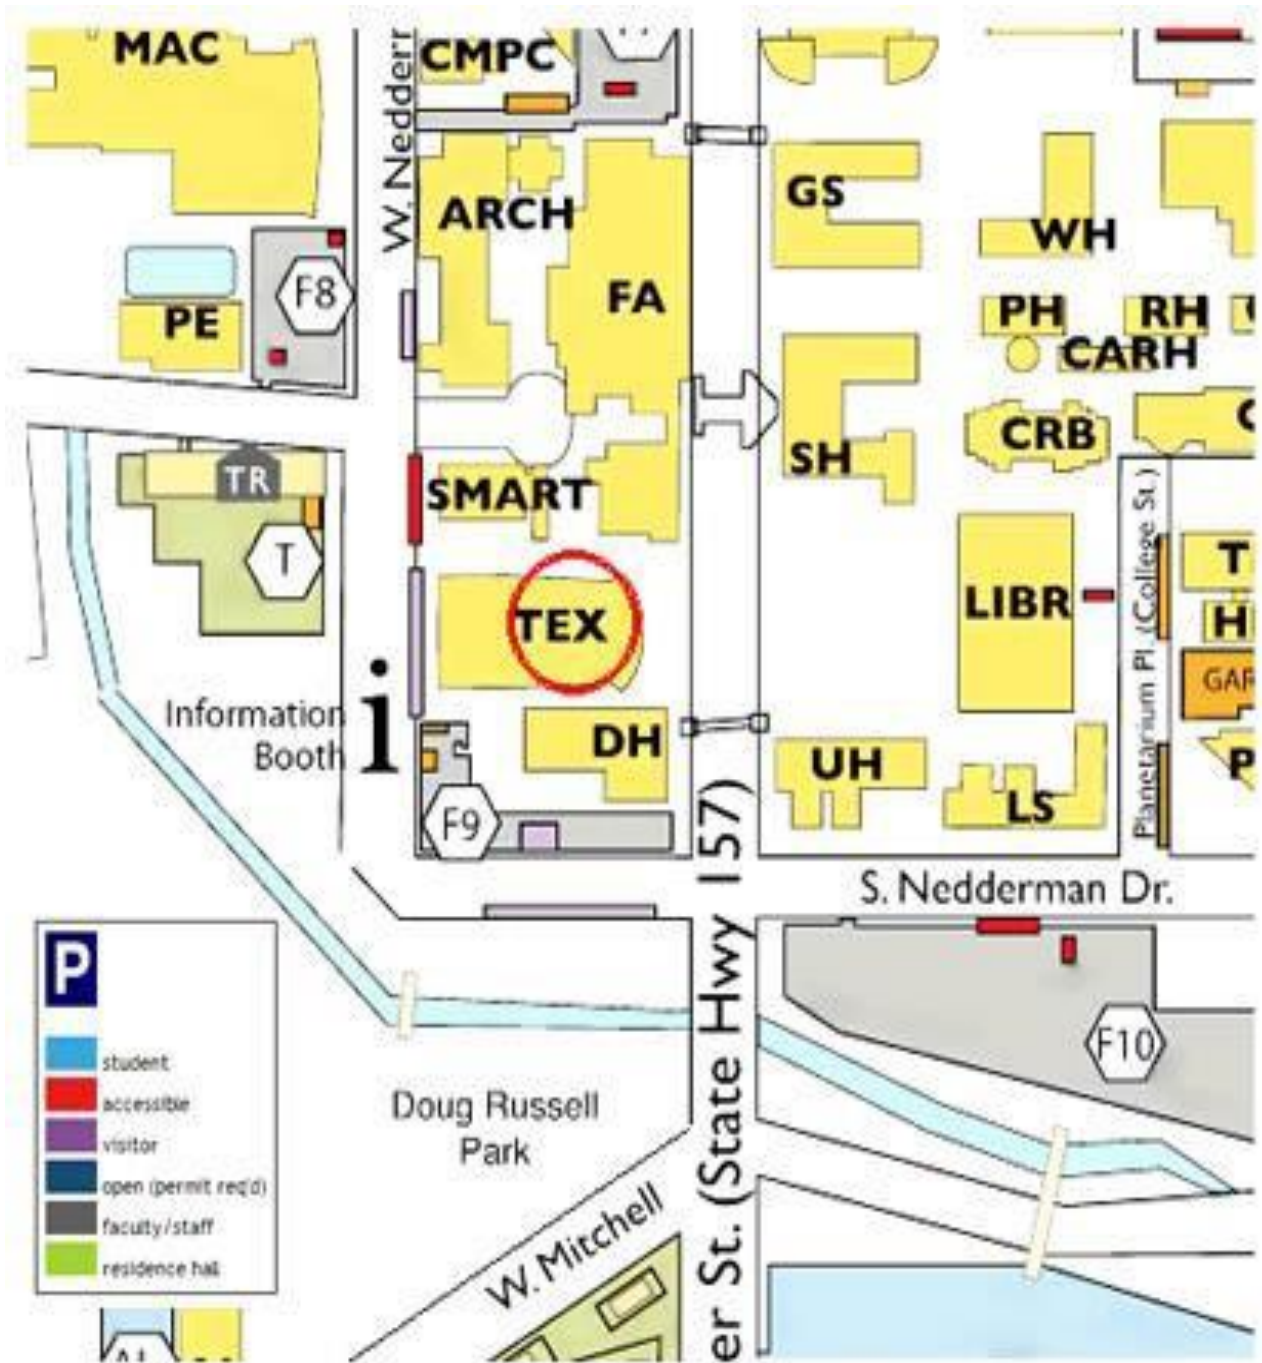 MAC
W. Nedderr
CMPC
ARCH
FA
GS
WH
F8
PE
PH
RH
CARH
CRB
SH
TR
SMART
T
TEX
LIBR
Planetarium Pl. (College St.)
T
H
GAR
Information
Booth
i
DH
UH
LS
P
F9
157)
S. Nedderman Dr.
er St. (State Hwy
F10
P
student
accessible
visitor
open (permit req'd)
faculty/staff
residence hall
Doug Russell
Park
W. Mitchell